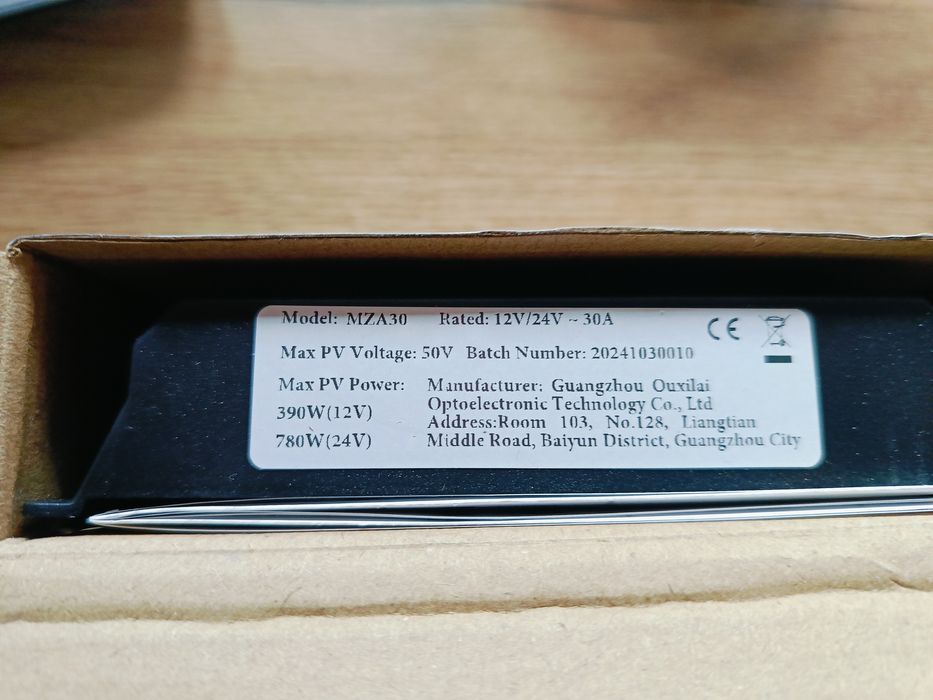 Model: MZA30 Rated: 12V/24V ~ 30A
Max PV Voltage: 50V Batch Number: 20241030010
Max PV Power:
390W(12V)
780W(24V)
Manufacturer: Guangzhou Ouxilai
Optoelectronic Technology Co., Ltd
Address:Room 103, No.128, Liangtian
Middle Road, Baiyun District, Guangzhou City
CE